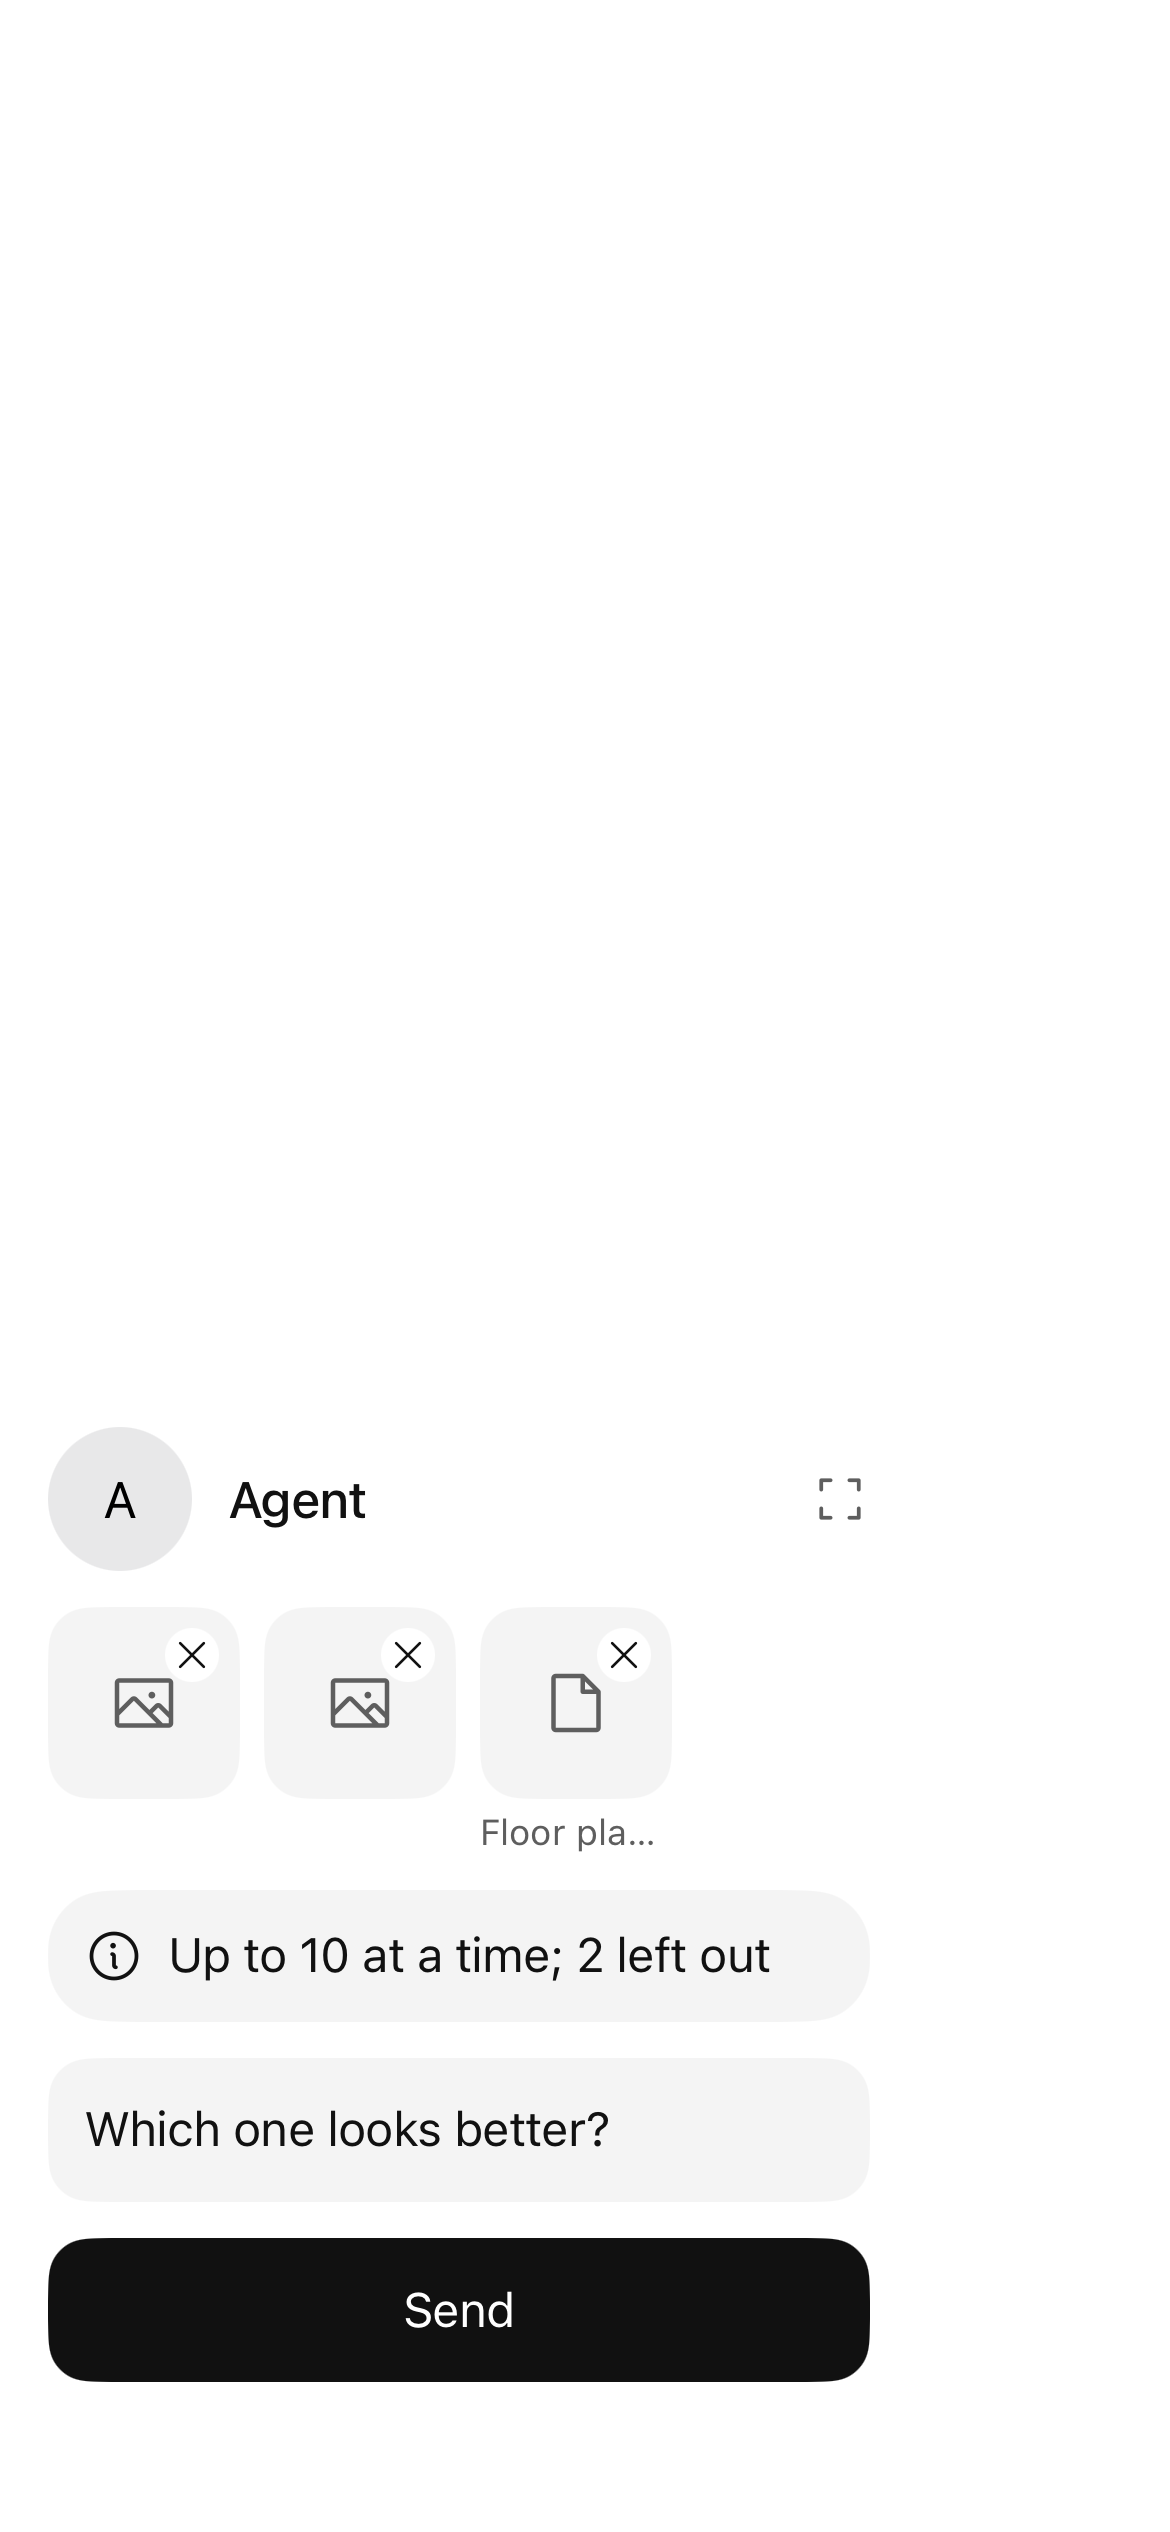 A
Agent
Floor pla...
Up to 10 at a time; 2 left out
Which one looks better?
Send